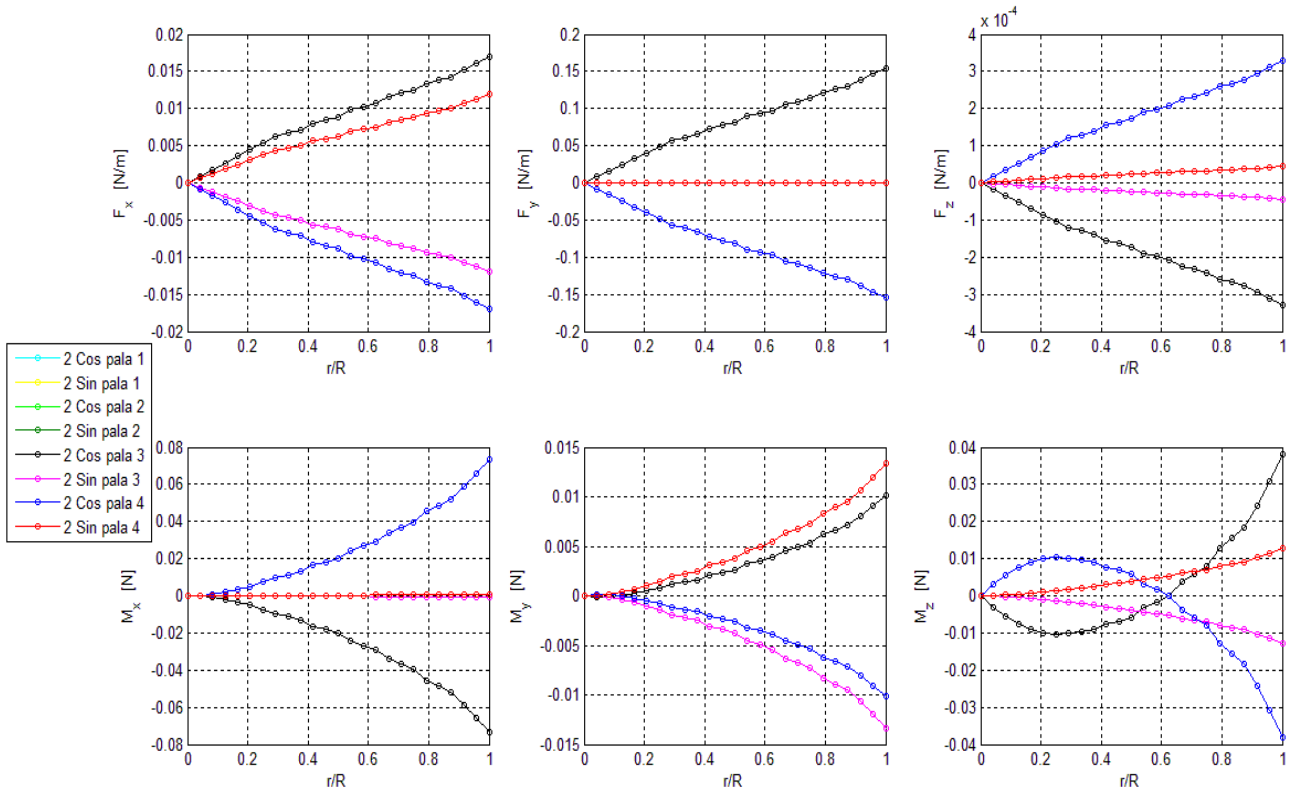 0.02
0.015
0.01
0.005
0
-0.005
-0.01
-0.015
-0.02
F_x [N/m]
0 0.2 0.4 0.6 0.8 1
r/R
0.2
0.15
0.1
0.05
0
-0.05
-0.1
-0.15
-0.2
F_y [N/m]
0 0.2 0.4 0.6 0.8 1
r/R
x 10^-4
4
3
2
1
0
-1
-2
-3
-4
F_z [N/m]
0 0.2 0.4 0.6 0.8 1
r/R
2 Cos pala 1
2 Sin pala 1
2 Cos pala 2
2 Sin pala 2
2 Cos pala 3
2 Sin pala 3
2 Cos pala 4
2 Sin pala 4
0.08
0.06
0.04
0.02
0
-0.02
-0.04
-0.06
-0.08
M_x [N]
0 0.2 0.4 0.6 0.8 1
r/R
0.015
0.01
0.005
0
-0.005
-0.01
-0.015
M_y [N]
0 0.2 0.4 0.6 0.8 1
r/R
0.04
0.03
0.02
0.01
0
-0.01
-0.02
-0.03
-0.04
M_z [N]
0 0.2 0.4 0.6 0.8 1
r/R